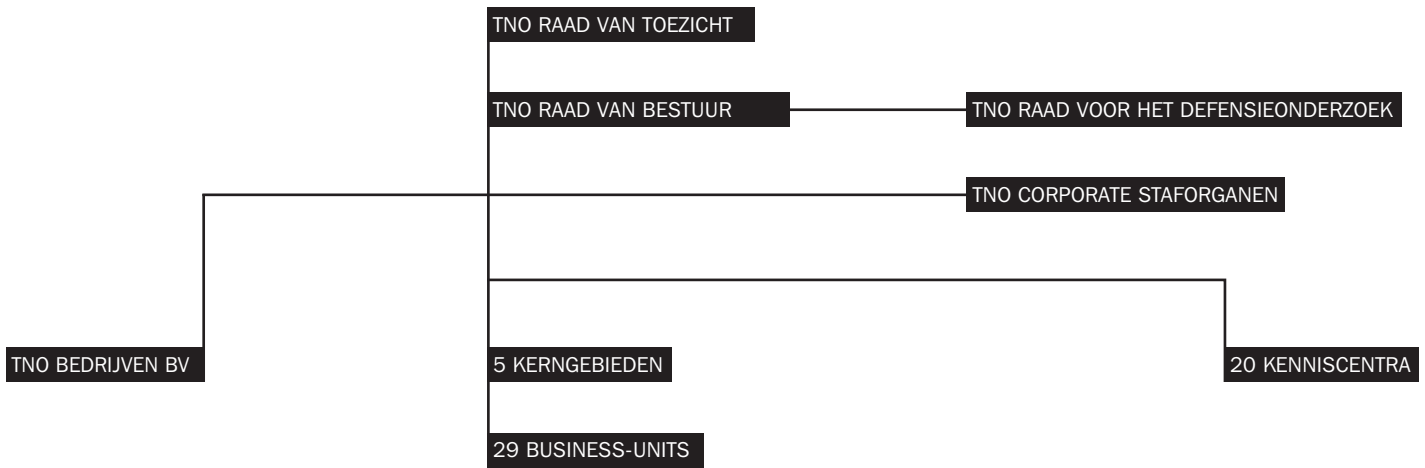 TNO RAAD VAN TOEZICHT
TNO RAAD VAN BESTUUR
TNO RAAD VOOR HET DEFENSIEONDERZOEK
TNO CORPORATE STAFORGANEN
TNO BEDRIJVEN BV
5 KERNGEBIEDEN
20 KENNISCENTRA
29 BUSINESS-UNITS